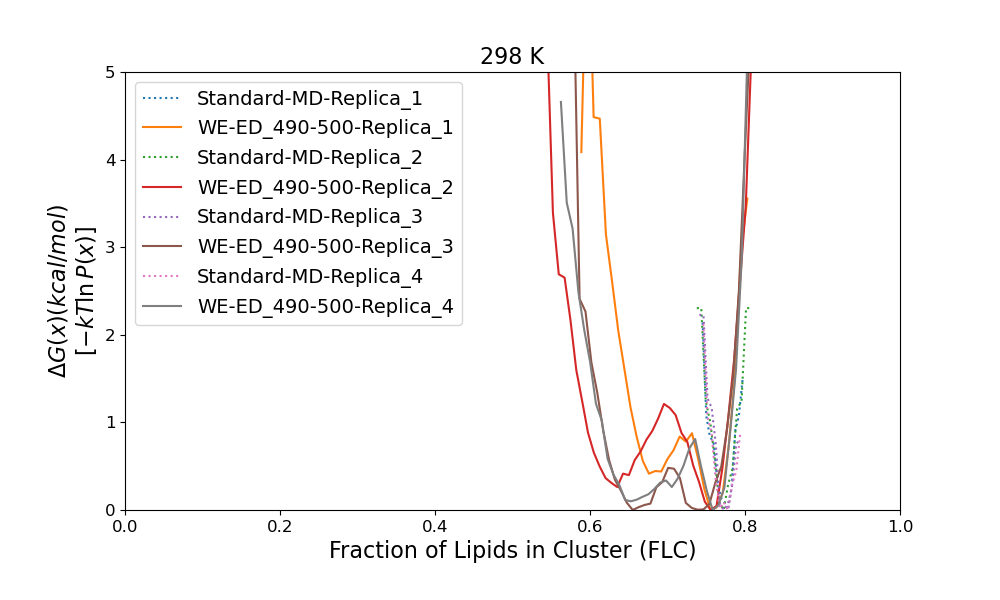 298 K
5
4
3
2
1
0
ΔG(x)(kcal/mol)
[−kT ln P(x)]
Standard-MD-Replica_1
WE-ED_490-500-Replica_1
Standard-MD-Replica_2
WE-ED_490-500-Replica_2
Standard-MD-Replica_3
WE-ED_490-500-Replica_3
Standard-MD-Replica_4
WE-ED_490-500-Replica_4
0.0 0.2 0.4 0.6 0.8 1.0
Fraction of Lipids in Cluster (FLC)